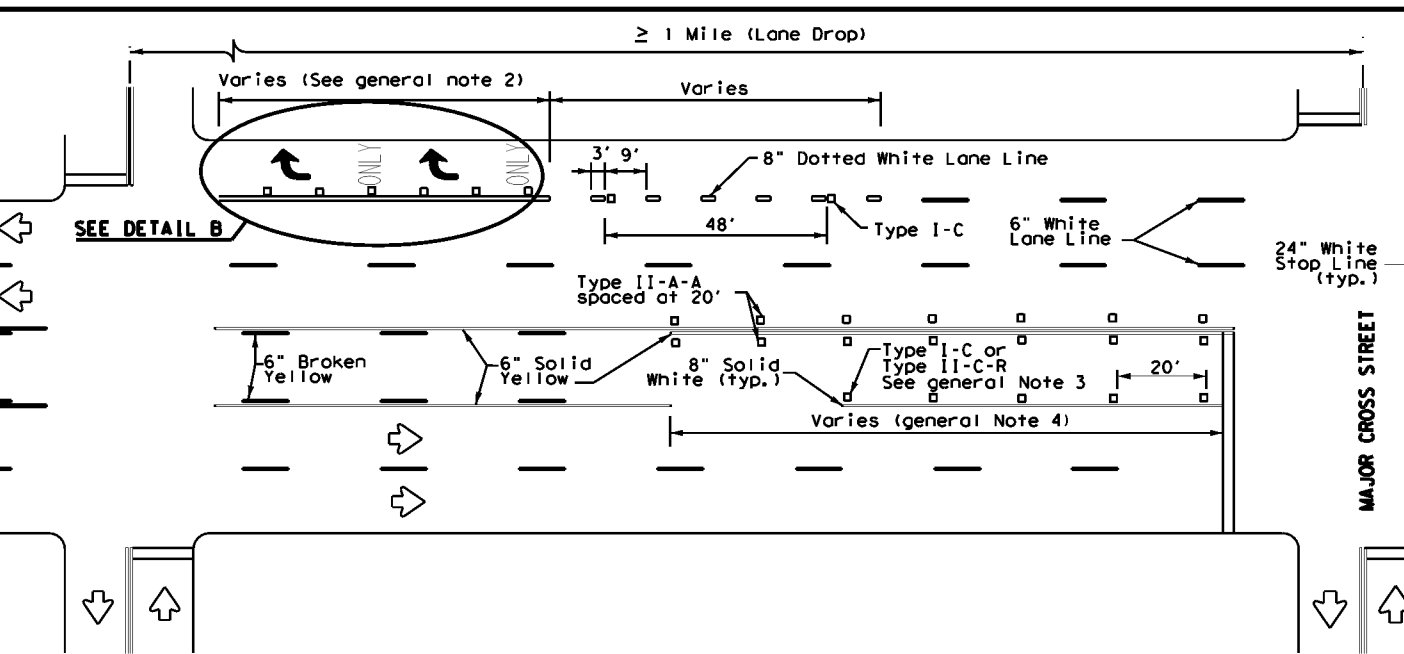 ≥ 1 Mile (Lane Drop)
Varies (See general note 2)
Varies
ONLY
ONLY
3' 9'
8" Dotted White Lane Line
SEE DETAIL B
48'
Type I-C
6" White
Lane Line
24" White
Stop Line
(typ.)
Type II-A-A
spaced at 20'
6" Broken
Yellow
6" Solid
Yellow
8" Solid
White (typ.)
Type I-C or
Type II-C-R
See general Note 3
20'
Varies (general Note 4)
MAJOR CROSS STREET